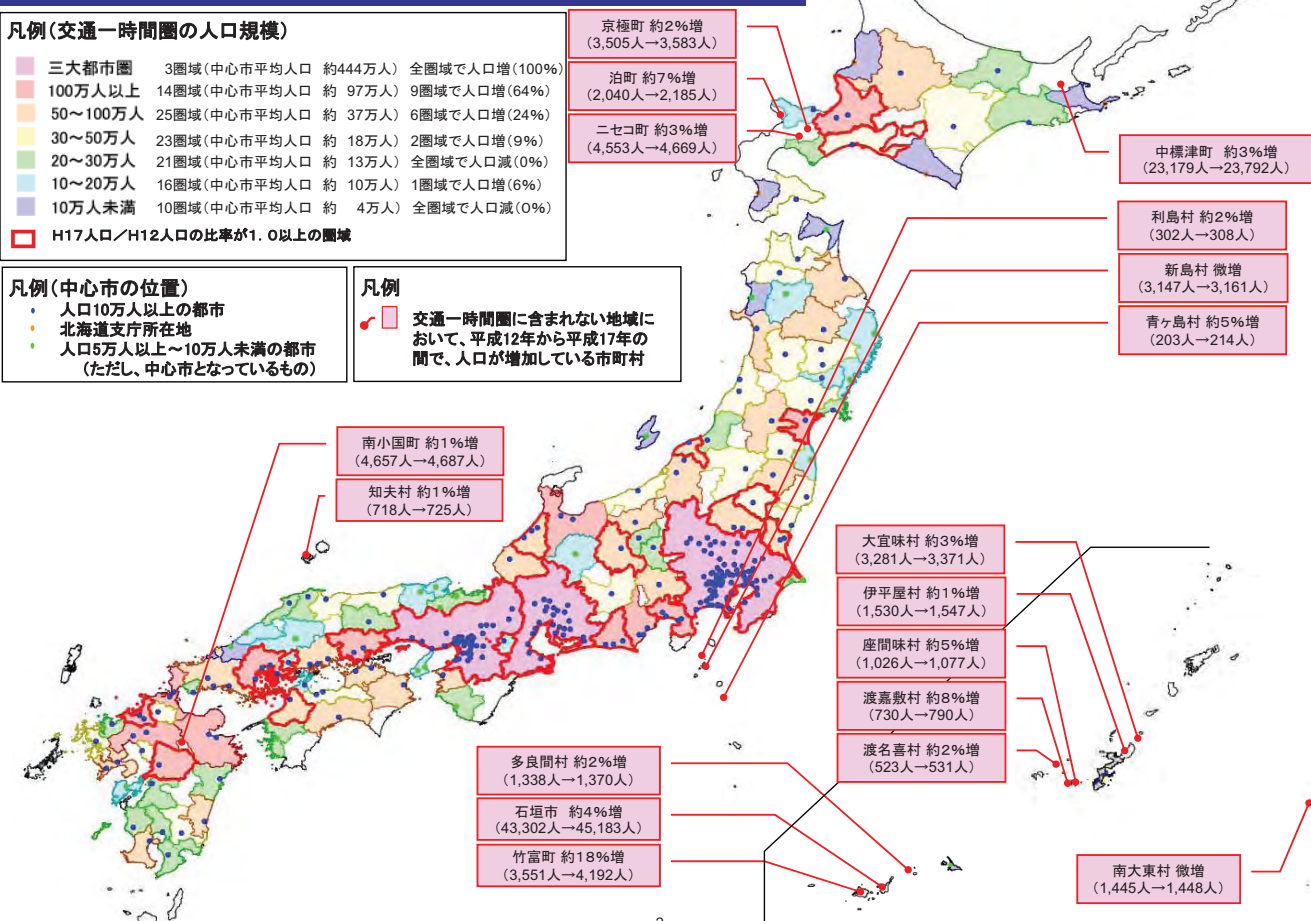 凡例(交通一時間圏の人口規模)
三大都市圏 3圏域(中心市平均人口 約444万人) 全圏域で人口増(100%)
100万人以上 14圏域(中心市平均人口 約 97万人) 9圏域で人口増(64%)
50～100万人 25圏域(中心市平均人口 約 37万人) 6圏域で人口増(24%)
30～50万人 23圏域(中心市平均人口 約 18万人) 2圏域で人口増(9%)
20～30万人 21圏域(中心市平均人口 約 13万人) 全圏域で人口減(0%)
10～20万人 16圏域(中心市平均人口 約 10万人) 1圏域で人口増(6%)
10万人未満 10圏域(中心市平均人口 約 4万人) 全圏域で人口減(0%)
H17人口／H12人口の比率が1．0以上の圏域
凡例(中心市の位置)
人口10万人以上の都市
北海道支庁所在地
人口5万人以上～10万人未満の都市
(ただし、中心市となっているもの)
凡例
交通一時間圏に含まれない地域に
おいて、平成12年から平成17年の
間で、人口が増加している市町村
京極町 約2%増
(3,505人→3,583人)
泊町 約7%増
(2,040人→2,185人)
ニセコ町 約3%増
(4,553人→4,669人)
中標津町 約3%増
(23,179人→23,792人)
利島村 約2%増
(302人→308人)
新島村 微増
(3,147人→3,161人)
青ヶ島村 約5%増
(203人→214人)
南小国町 約1%増
(4,657人→4,687人)
知夫村 約1%増
(718人→725人)
大宜味村 約3%増
(3,281人→3,371人)
伊平屋村 約1%増
(1,530人→1,547人)
座間味村 約5%増
(1,026人→1,077人)
渡嘉敷村 約8%増
(730人→790人)
渡名喜村 約2%増
(523人→531人)
多良間村 約2%増
(1,338人→1,370人)
石垣市 約4%増
(43,302人→45,183人)
竹富町 約18%増
(3,551人→4,192人)
南大東村 微増
(1,445人→1,448人)